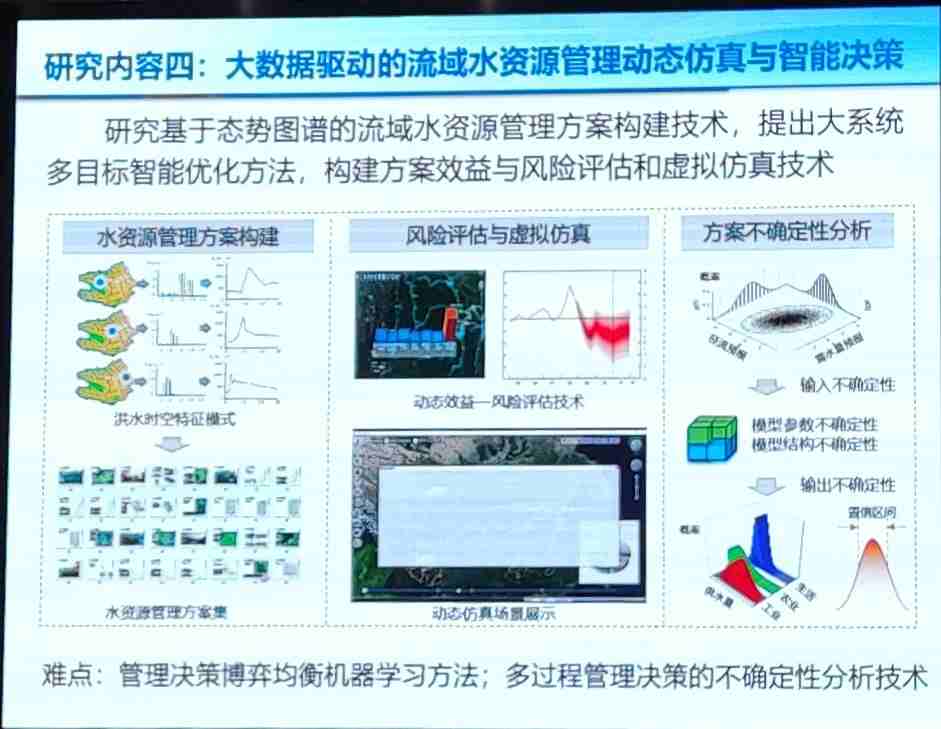 研究内容四：大数据驱动的流域水资源管理动态仿真与智能决策
研究基于态势图谱的流域水资源管理方案构建技术，提出大系统
多目标智能优化方法，构建方案效益与风险评估和虚拟仿真技术
水资源管理方案构建
洪水时空特征模式
水资源管理方案集
风险评估与虚拟仿真
动态效益—风险评估技术
动态仿真场景展示
方案不确定性分析
概率
径流预报
需水量预报
输入不确定性
模型参数不确定性
模型结构不确定性
输出不确定性
概率
置信区间
供水量
工业
农业
生活
难点：管理决策博弈均衡机器学习方法；多过程管理决策的不确定性分析技术